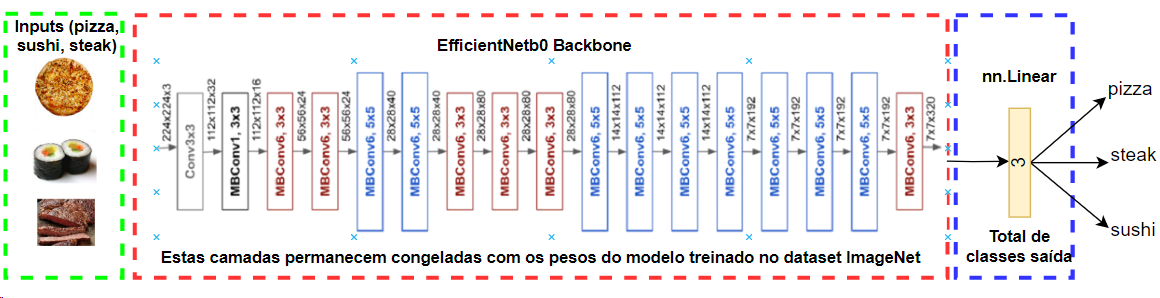 Inputs (pizza,
sushi, steak)
EfficientNetb0 Backbone
224x224x3
Conv3x3
112x112x32
MBConv1, 3x3
112x112x16
MBConv6, 3x3
56x56x24
MBConv6, 3x3
56x56x24
MBConv6, 5x5
28x28x40
MBConv6, 5x5
28x28x40
MBConv6, 3x3
28x28x80
MBConv6, 3x3
28x28x80
MBConv6, 3x3
28x28x80
MBConv6, 5x5
14x14x112
MBConv6, 5x5
14x14x112
MBConv6, 5x5
14x14x112
MBConv6, 5x5
7x7x192
MBConv6, 5x5
7x7x192
MBConv6, 5x5
7x7x192
MBConv6, 5x5
7x7x192
MBConv6, 3x3
7x7x320
Estas camadas permanecem congeladas com os pesos do modelo treinado no dataset ImageNet
nn.Linear
3
Total de
classes saída
pizza
steak
sushi